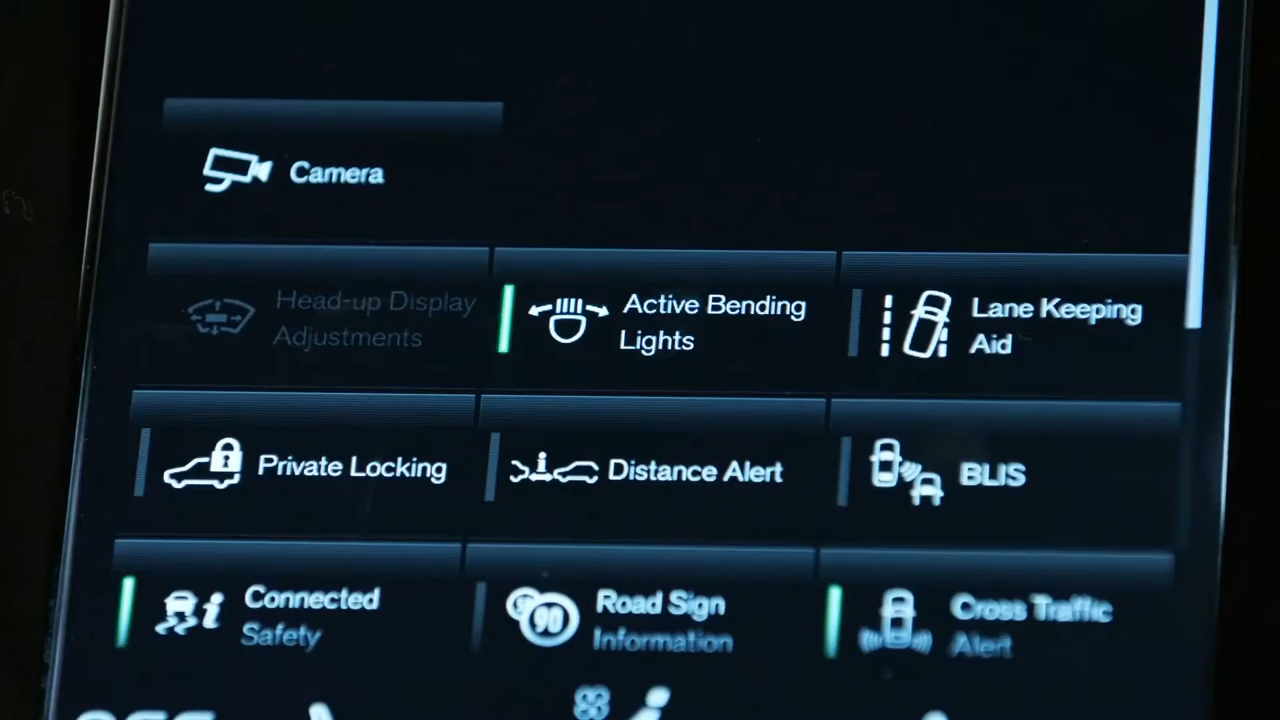 Camera
Head-up Display
Adjustments
Active Bending
Lights
Lane Keeping
Aid
Private Locking
Distance Alert
BLIS
Connected
Safety
90
Road Sign
Information
Cross Traffic
Alert